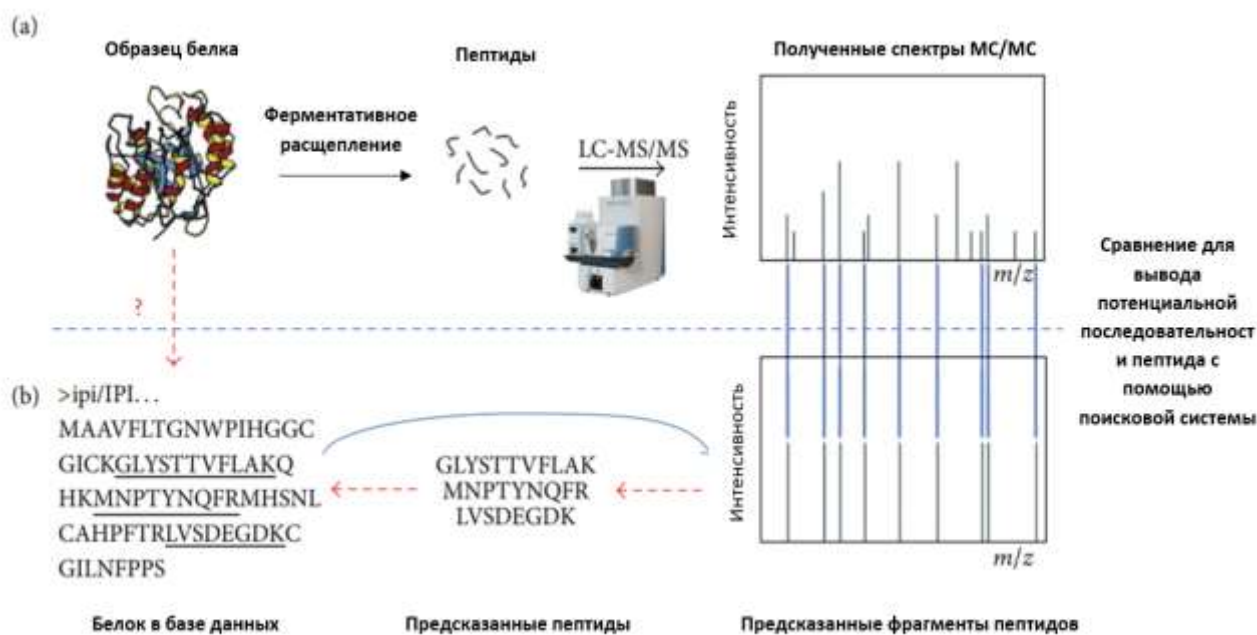 (a)
Образец белка
Ферментативное
расщепление
Пептиды
LC-MS/MS
Полученные спектры МС/МС
Интенсивность
m/z
Сравнение для
вывода
потенциальной
последовательност
и пептида с
помощью
поисковой системы
?
(b)
>ipi/IPI...
MAAVFLTGNWPIHGGC
GICKGLYSTTVFLAKQ
HKMNPTYNQFRMHSNL
CAHPFTRLVSDEGDKC
GILNFPPS
GLYSTTVFLAK
MNPTYNQFR
LVSDEGDK
Интенсивность
m/z
Белок в базе данных
Предсказанные пептиды
Предсказанные фрагменты пептидов